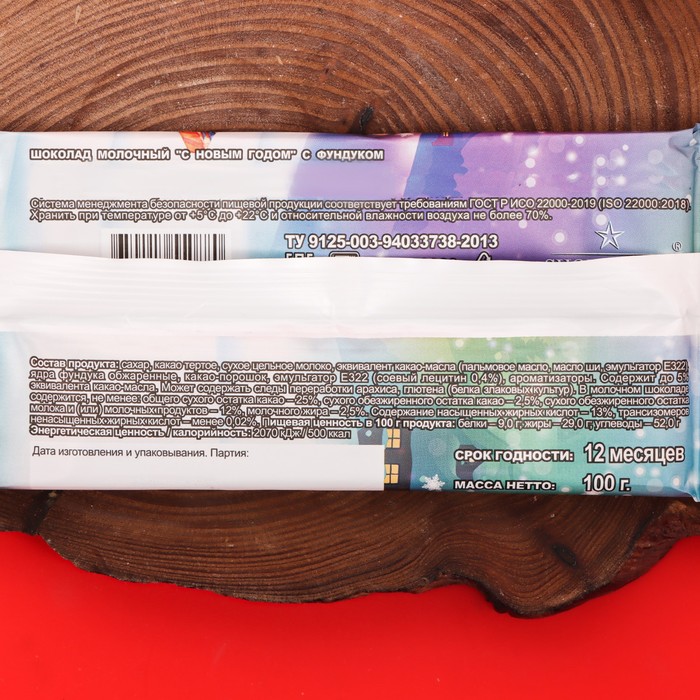 ШОКОЛАД МОЛОЧНЫЙ "С НОВЫМ ГОДОМ" С ФУНДУКОМ
Система менеджмента безопасности пищевой продукции соответствует требованиям ГОСТ Р ИСО 22000-2019 (ISO 22000:2018).
Хранить при температуре от +5°С до +22°С и относительной влажности воздуха не более 70%.
ТУ 9125-003-94033738-2013
®
Состав продукта: сахар, какао тертое, сухое цельное молоко, эквивалент какао-масла (пальмовое масло, масло ши, эмульгатор Е322)
ядра фундука обжаренные, какао-порошок, эмульгатор Е322 (соевый лецитин 0,4%), ароматизаторы. Содержит до 5%
эквивалента какао-масла. Может содержать следы переработки арахиса, глютена (белка злаковых культур). В молочном шоколаде
содержится, не менее: общего сухого остатка какао – 25%, сухого обезжиренного остатка какао – 2,5%, сухого обезжиренного остатка
молока и (или) молочных продуктов – 12%, молочного жира – 2,5%. Содержание насыщенных жирных кислот – 13%, трансизомеров
ненасыщенных жирных кислот – менее 0,02%. Пищевая ценность в 100 г продукта: белки – 9,0 г, жиры – 29,0 г, углеводы – 52,0 г
Энергетическая ценность / калорийность: 2070 кДж / 500 ккал
Дата изготовления и упаковывания. Партия:
СРОК ГОДНОСТИ: 12 МЕСЯЦЕВ
МАССА НЕТТО: 100 г.